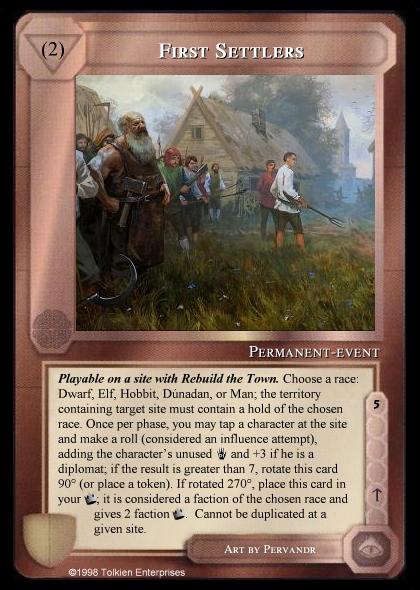 (2)
First Settlers
Permanent-event
Playable on a site with Rebuild the Town. Choose a race:
Dwarf, Elf, Hobbit, Dúnadan, or Man; the territory
containing target site must contain a hold of the chosen
race. Once per phase, you may tap a character at the site
and make a roll (considered an influence attempt),
adding the character's unused and +3 if he is a
diplomat; if the result is greater than 7, rotate this card
90° (or place a token). If rotated 270°, place this card in
your ; it is considered a faction of the chosen race and
gives 2 faction . Cannot be duplicated at a
given site.
5
↑
Art by Pervandr
©1998 Tolkien Enterprises